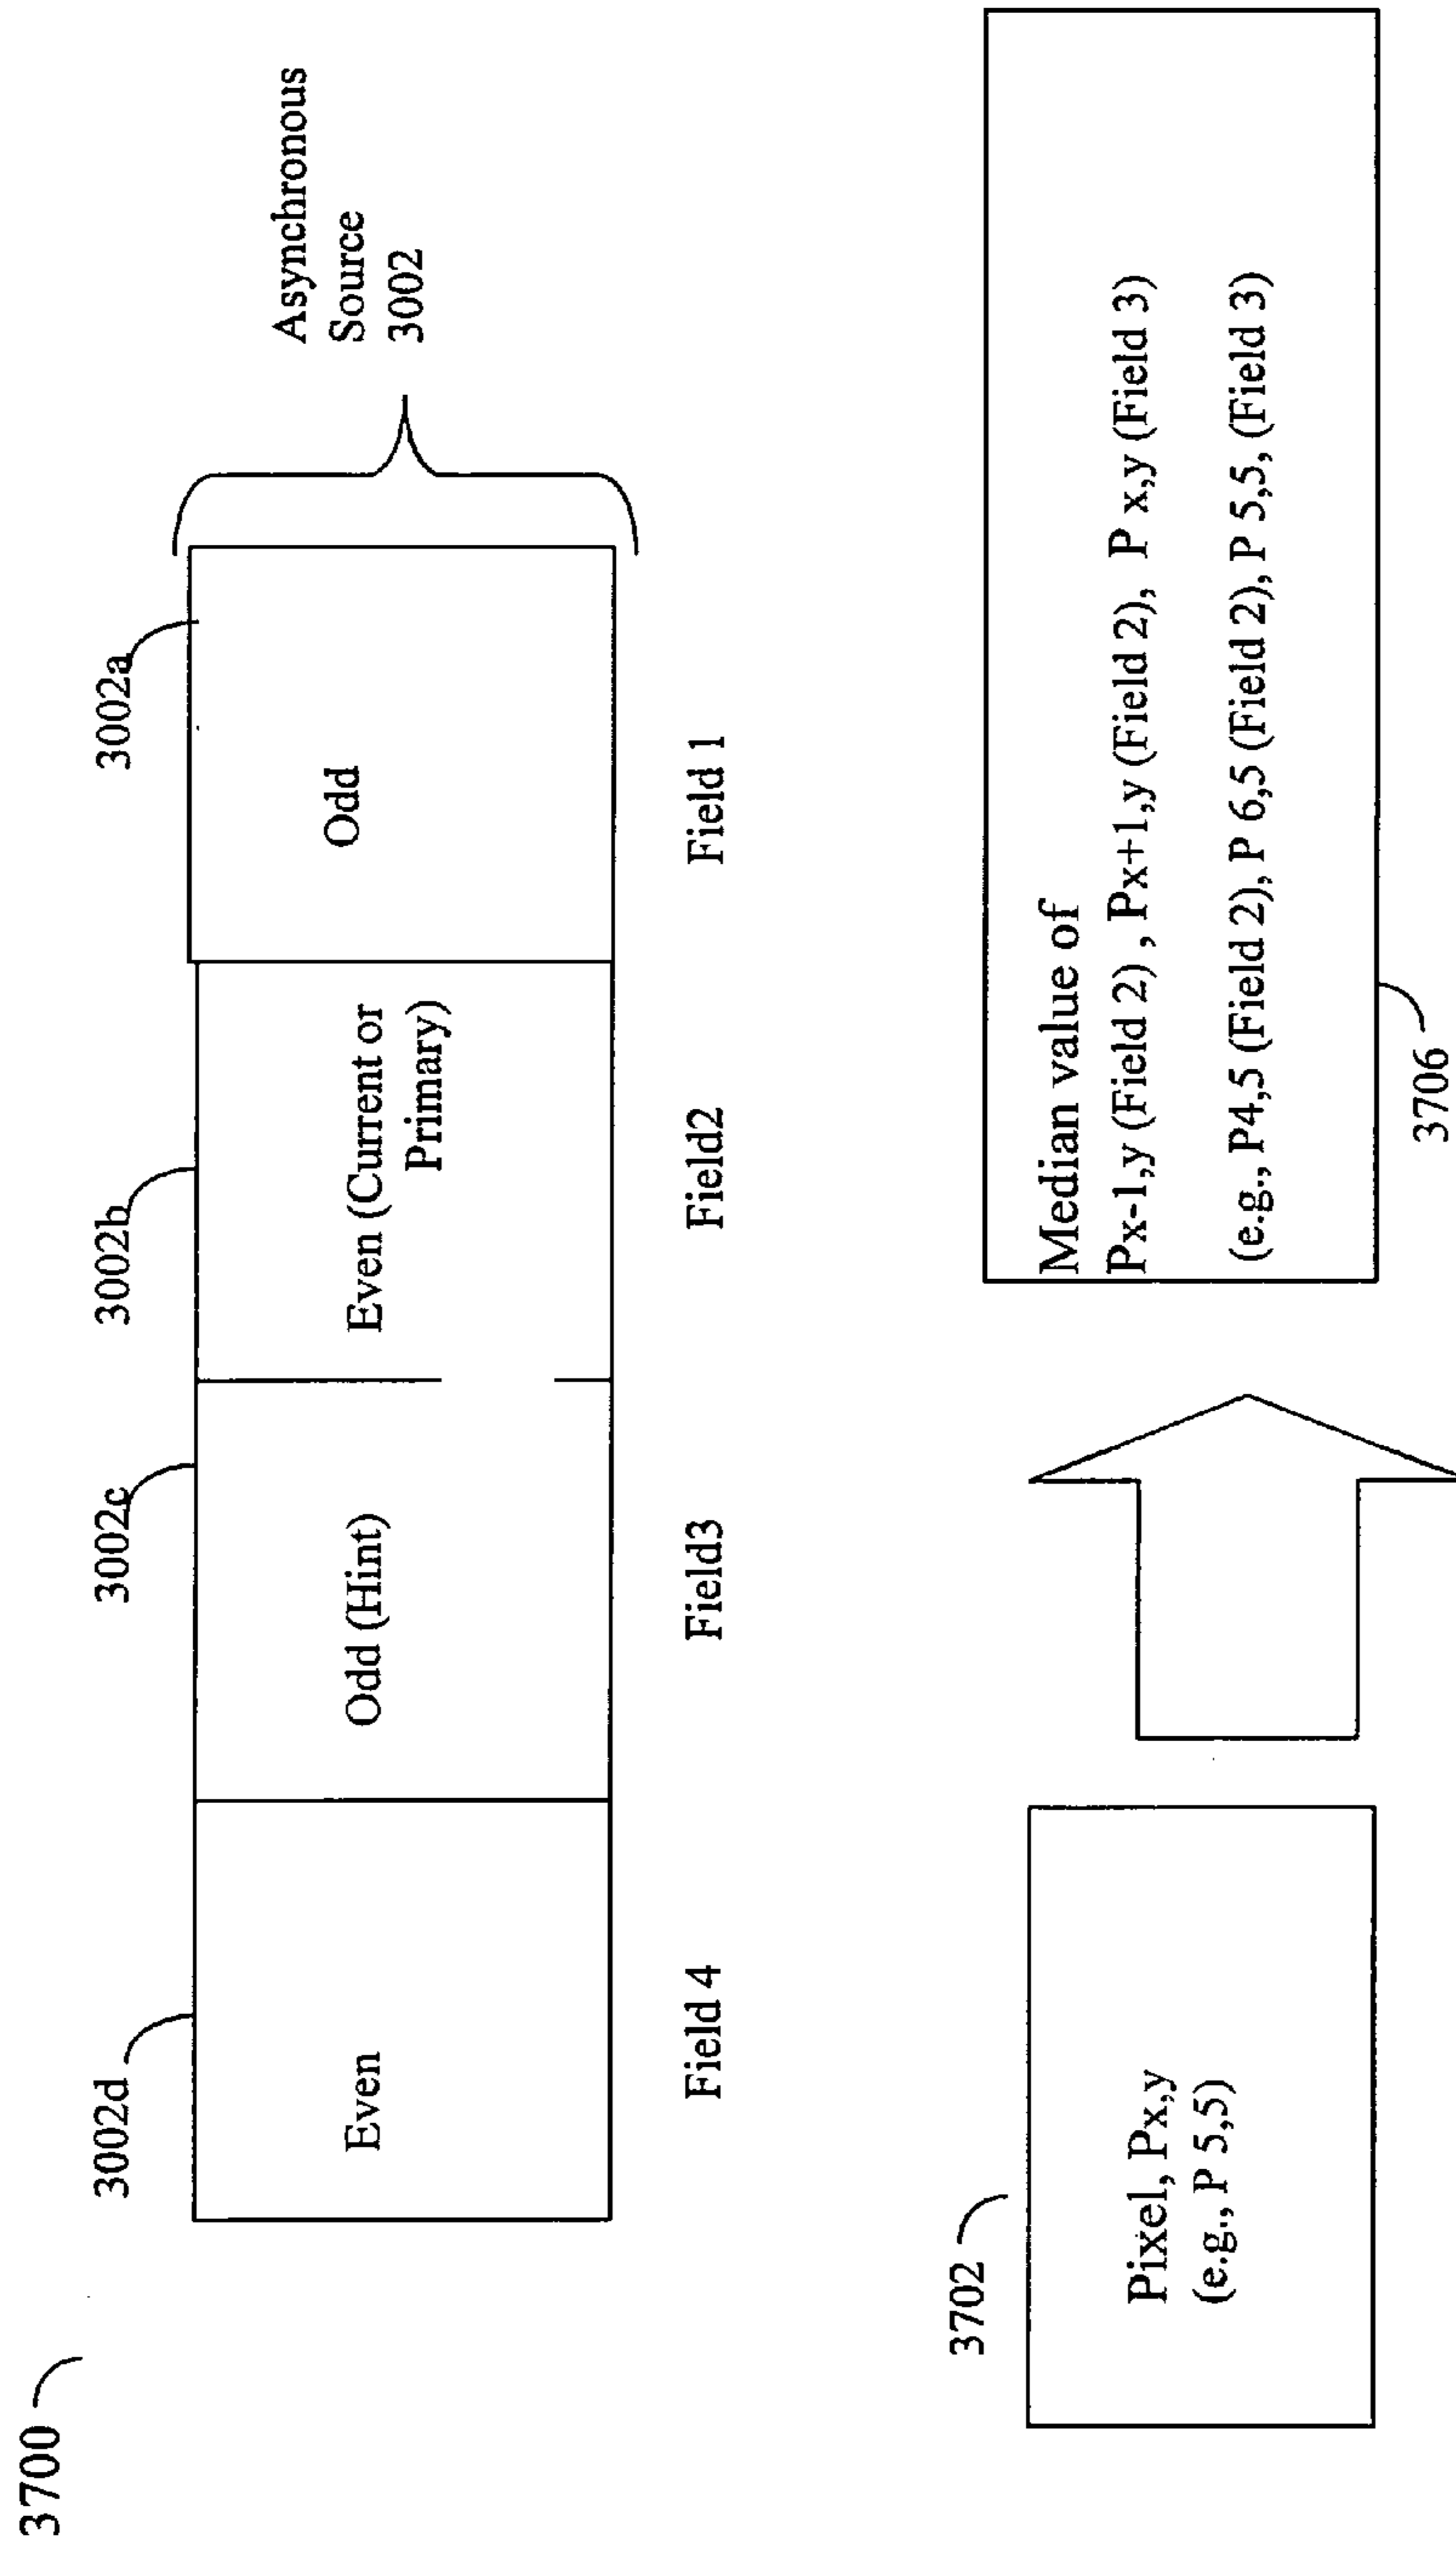 3700
3002d
3002c
3002b
3002a
Even
Odd (Hint)
Even (Current or
Primary)
Odd
Asynchronous
Source
3002
Field 4
Field3
Field2
Field 1
3702
Pixel, Px,y
(e.g., P 5,5)
Median value of
Px-1,y (Field 2) , Px+1,y (Field 2), P x,y (Field 3)
(e.g., P4,5 (Field 2), P 6,5 (Field 2), P 5,5, (Field 3)
3706